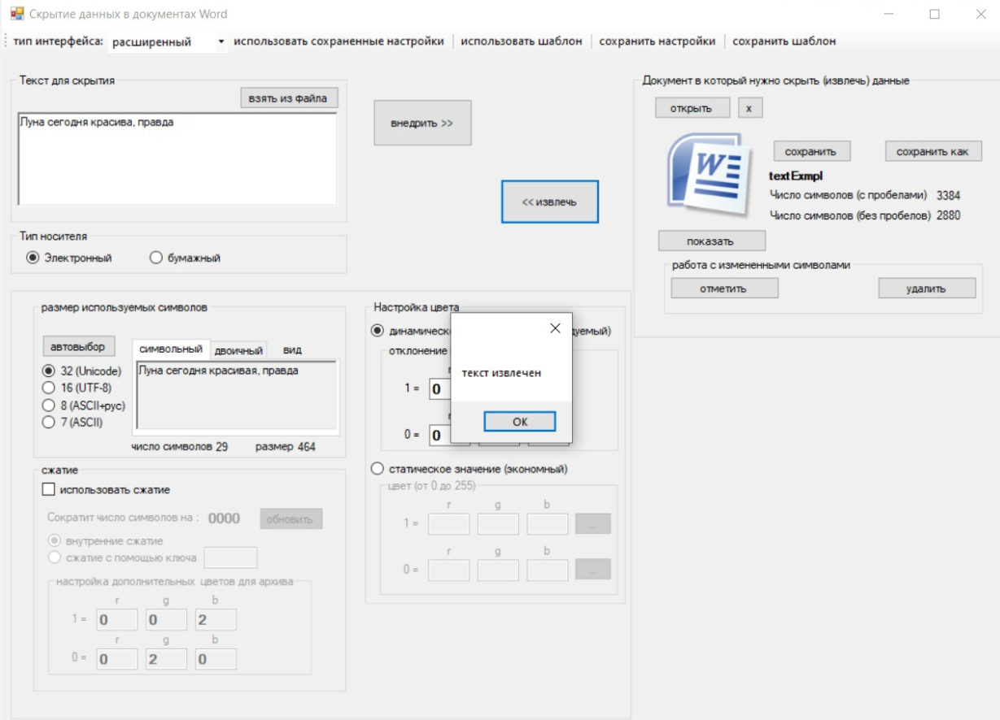 Скрытие данных в документах Word
тип интерфейса: расширенный использовать сохраненные настройки использовать шаблон сохранить настройки сохранить шаблон
Текст для скрытия
взять из файла
Луна сегодня красива, правда
внедрить >>
<< извлечь
Документ в который нужно скрыть (извлечь) данные
открыть x
сохранить сохранить как
textExmpl
Число символов (с пробелами) 3384
Число символов (без пробелов) 2880
показать
работа с измененными символами
отметить удалить
Тип носителя
Электронный бумажный
размер используемых символов
автовыбор
символьный двоичный вид
32 (Unicode)
16 (UTF-8)
8 (ASCII+рус)
7 (ASCII)
Луна сегодня красивая, правда
число символов 29 размер 464
сжатие
использовать сжатие
Сократит число символов на : 0000 обновить
внутренние сжатие
сжатие с помощью ключа
настройка дополнительных цветов для архива
r g b
1 = 0 0 2
r g b
0 = 0 2 0
Настройка цвета
отклонение
1 = 0
0 = 0
текст извлечен
OK
статическое значение (экономный)
цвет (от 0 до 255)
r g b
1 = ...
r g b
0 = ...